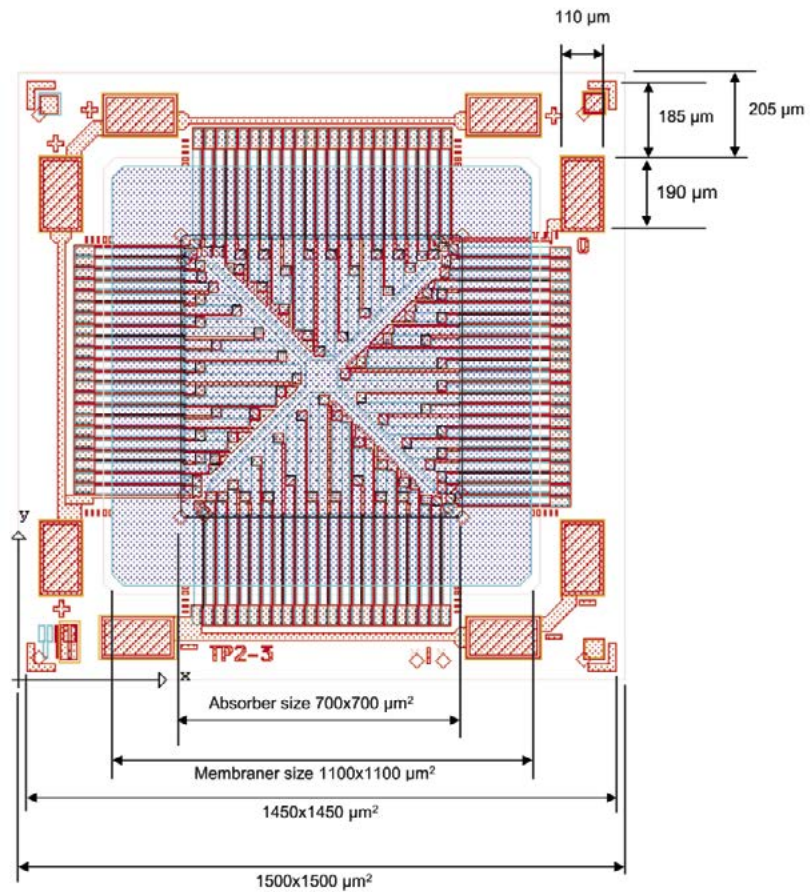 110 µm
185 µm
205 µm
190 µm
y
x
TP2-3
Absorber size 700x700 µm²
Membraner size 1100x1100 µm²
1450x1450 µm²
1500x1500 µm²